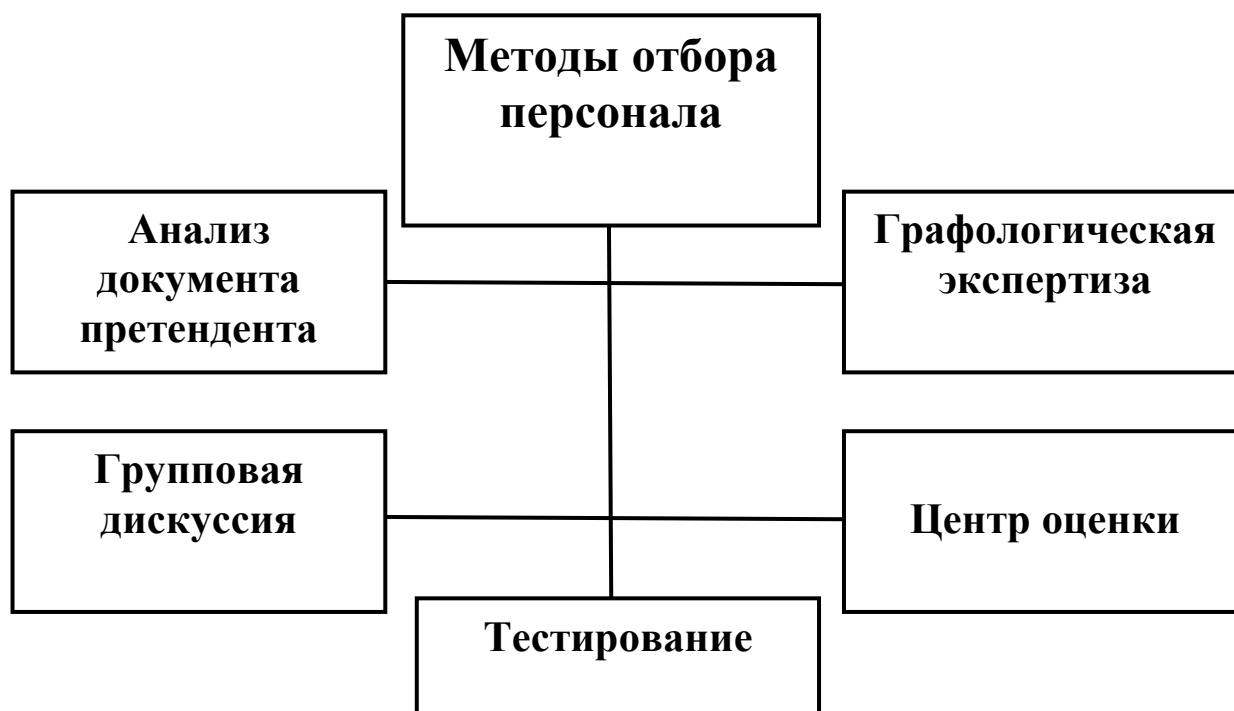 Методы отбора
персонала
Анализ
документа
претендента
Графологическая
экспертиза
Групповая
дискуссия
Центр оценки
Тестирование